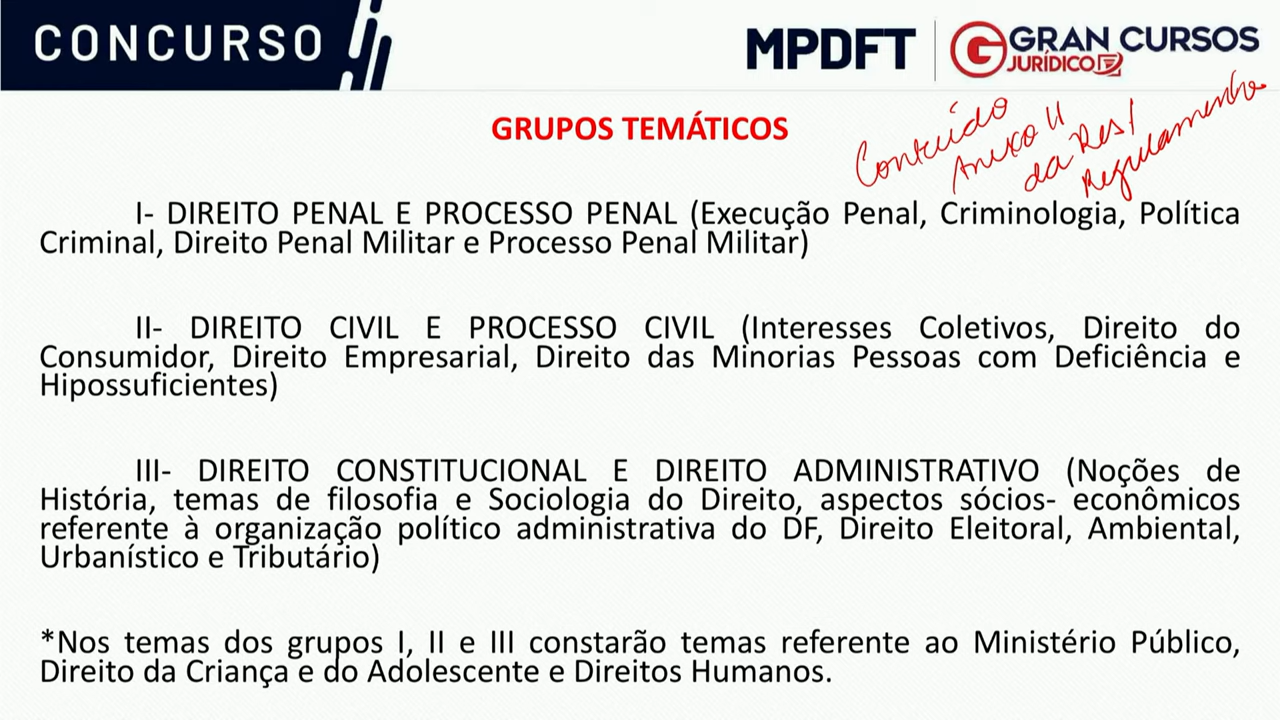 CONCURSO
MPDFT
GRAN CURSOS
JURÍDICO
GRUPOS TEMÁTICOS
Conteúdo
Anexo II
da Res
Regulamento
I- DIREITO PENAL E PROCESSO PENAL (Execução Penal, Criminologia, Política
Criminal, Direito Penal Militar e Processo Penal Militar)
II- DIREITO CIVIL E PROCESSO CIVIL (Interesses Coletivos, Direito do
Consumidor, Direito Empresarial, Direito das Minorias Pessoas com Deficiência e
Hipossuficientes)
III- DIREITO CONSTITUCIONAL E DIREITO ADMINISTRATIVO (Noções de
História, temas de filosofia e Sociologia do Direito, aspectos sócios- econômicos
referente à organização político administrativa do DF, Direito Eleitoral, Ambiental,
Urbanístico e Tributário)
*Nos temas dos grupos I, II e III constarão temas referente ao Ministério Público,
Direito da Criança e do Adolescente e Direitos Humanos.